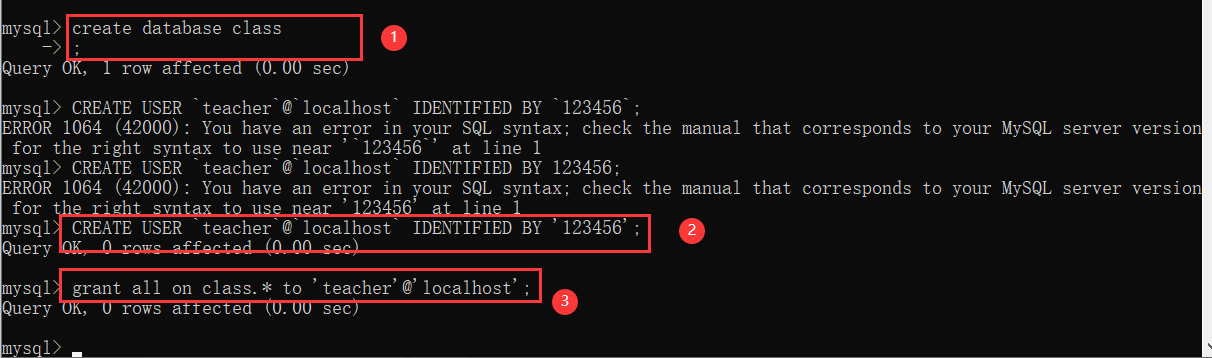 mysql> create database class
-> ;
1
Query OK, 1 row affected (0.00 sec)
mysql> CREATE USER `teacher`@`localhost` IDENTIFIED BY `123456`;
ERROR 1064 (42000): You have an error in your SQL syntax; check the manual that corresponds to your MySQL server version
for the right syntax to use near '`123456`' at line 1
mysql> CREATE USER `teacher`@`localhost` IDENTIFIED BY 123456;
ERROR 1064 (42000): You have an error in your SQL syntax; check the manual that corresponds to your MySQL server version
for the right syntax to use near '123456' at line 1
mysql> CREATE USER `teacher`@`localhost` IDENTIFIED BY '123456';
2
Query OK, 0 rows affected (0.00 sec)
mysql> grant all on class.* to 'teacher'@'localhost';
3
Query OK, 0 rows affected (0.00 sec)
mysql>